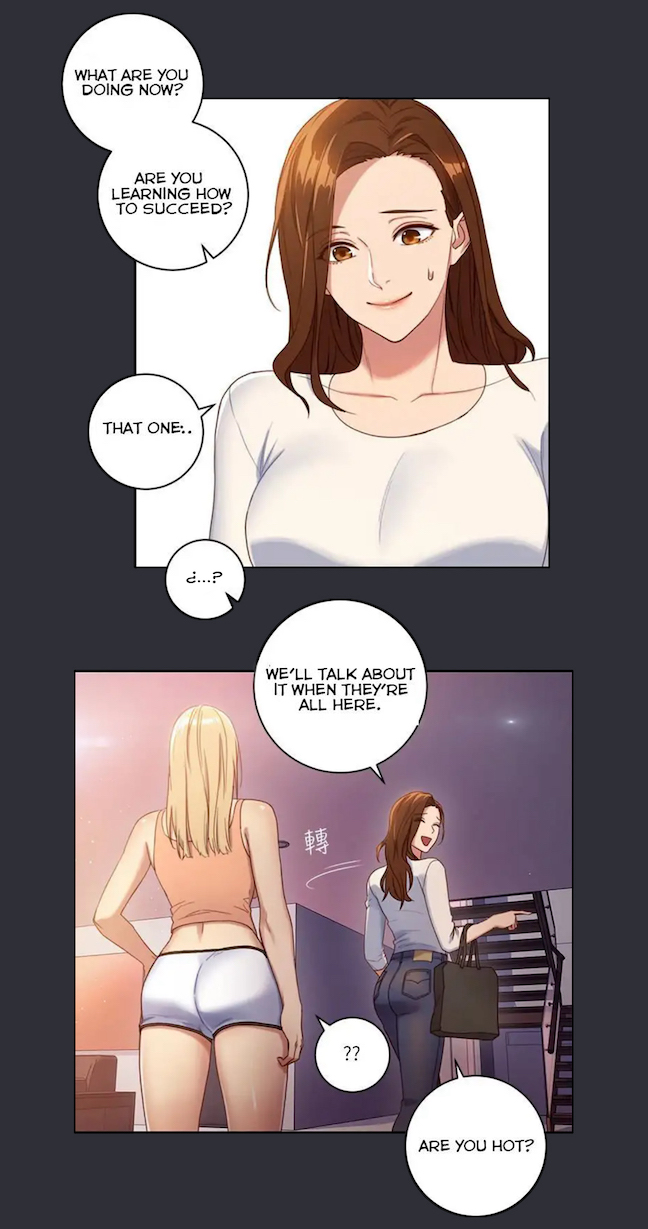 WHAT ARE YOU
DOING NOW?
ARE YOU
LEARNING HOW
TO SUCCEED?
THAT ONE..
¿...?
WE'LL TALK ABOUT
IT WHEN THEY'RE
ALL HERE.
轉
??
ARE YOU HOT?